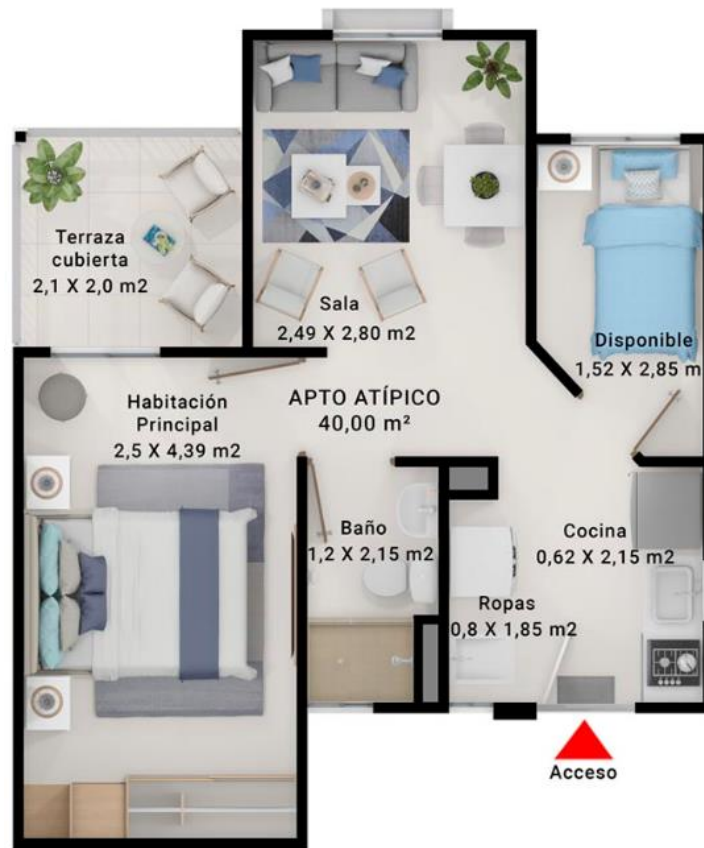 Terraza
cubierta
2,1 X 2,0 m2
Sala
2,49 X 2,80 m2
Disponible
1,52 X 2,85 m
APTO ATÍPICO
40,00 m²
Habitación
Principal
2,5 X 4,39 m2
Baño
1,2 X 2,15 m2
Cocina
0,62 X 2,15 m2
Ropas
0,8 X 1,85 m2
Acceso